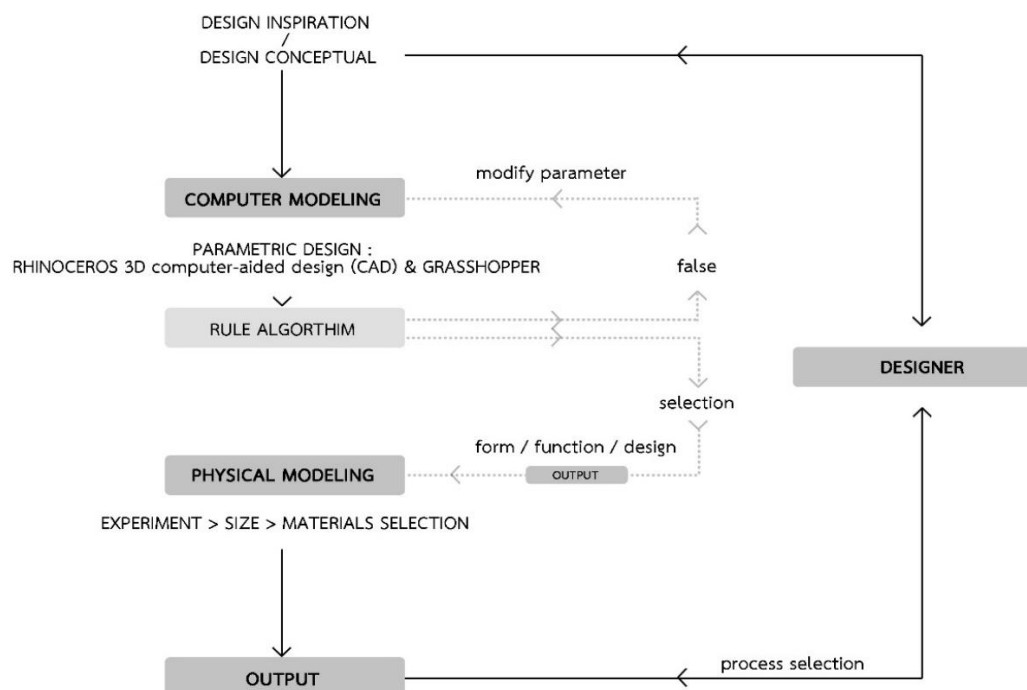 DESIGN INSPIRATION
/
DESIGN CONCEPTUAL
modify parameter
COMPUTER MODELING
PARAMETRIC DESIGN :
RHINOCEROS 3D computer-aided design (CAD) & GRASSHOPPER
false
RULE ALGORTHIM
DESIGNER
selection
form / function / design
PHYSICAL MODELING
OUTPUT
EXPERIMENT > SIZE > MATERIALS SELECTION
process selection
OUTPUT